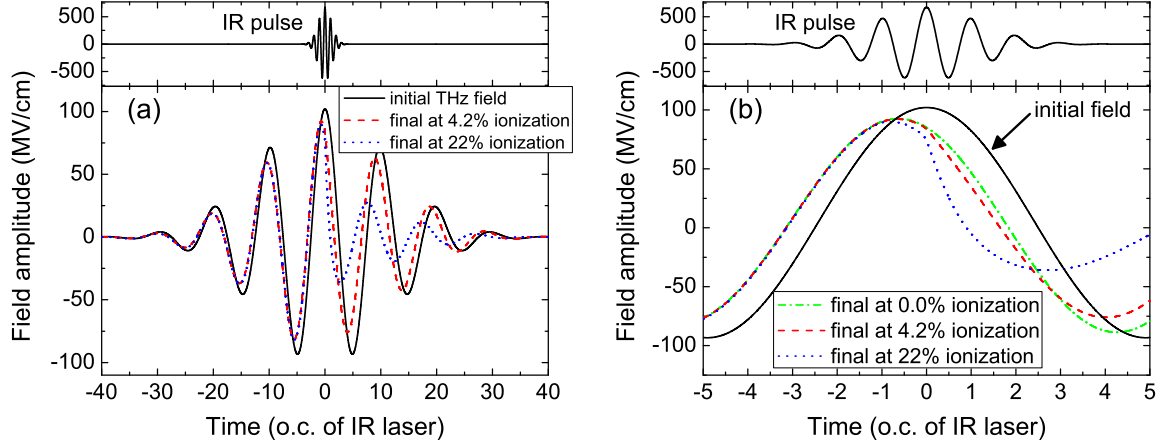 IR pulse
500
0
-500
Field amplitude (MV/cm)
(a)
initial THz field
final at 4.2% ionization
final at 22% ionization
100
50
0
-50
-100
-40 -30 -20 -10 0 10 20 30 40
Time (o.c. of IR laser)
IR pulse
500
0
-500
Field amplitude (MV/cm)
(b)
initial field
100
50
0
-50
-100
final at 0.0% ionization
final at 4.2% ionization
final at 22% ionization
-5 -4 -3 -2 -1 0 1 2 3 4 5
Time (o.c. of IR laser)